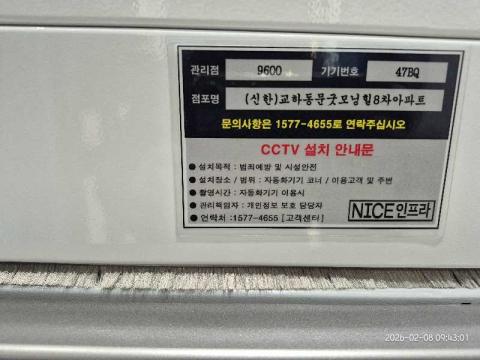 관리점 9600 기기번호 47BQ
점포명 (신한)교하동문굿모닝힐8차아파트
문의사항은 1577-4655로 연락주십시오
CCTV 설치 안내문
● 설치목적 : 범죄예방 및 시설안전
● 설치장소 / 범위 : 자동화기기 코너 / 이용고객 및 주변
● 촬영시간 : 자동화기기 이용시
● 관리책임자 : 개인정보 보호 담당자
● 연락처 : 1577-4655 [고객센터]
NICE인프라
2026-02-08 09:43:01